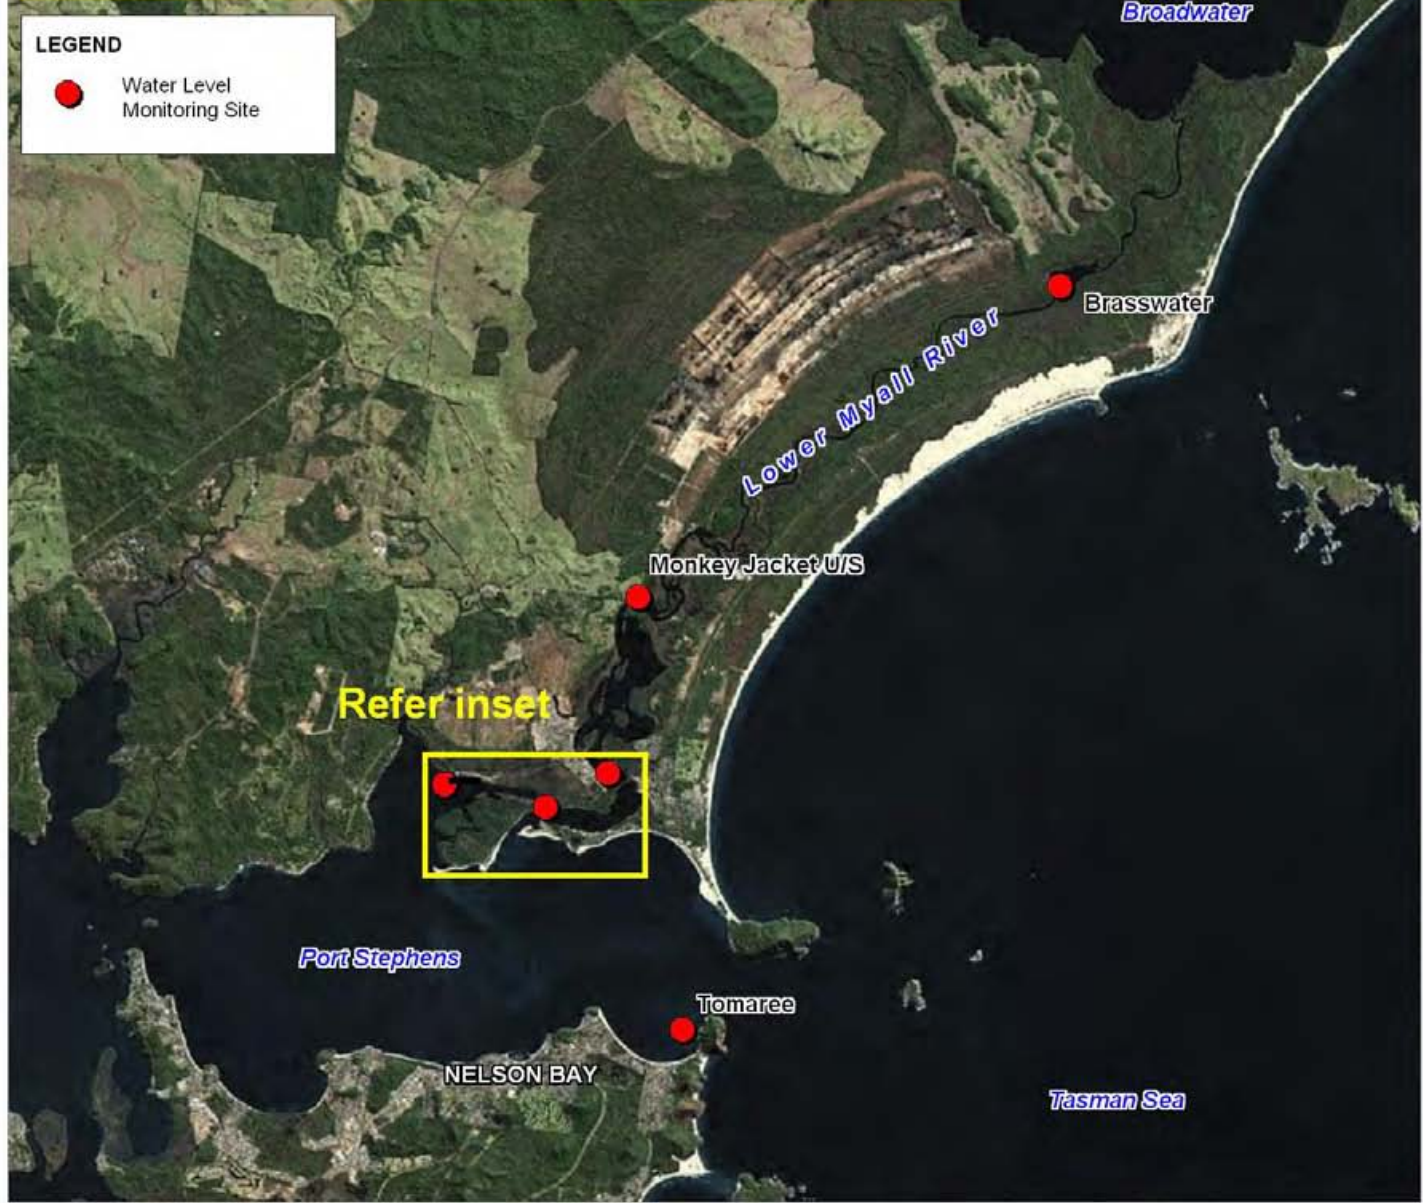 Broadwater
LEGEND
Water Level
Monitoring Site
Brasswater
Lower Myall River
Monkey Jacket U/S
Refer inset
Port Stephens
Tomaree
NELSON BAY
Tasman Sea